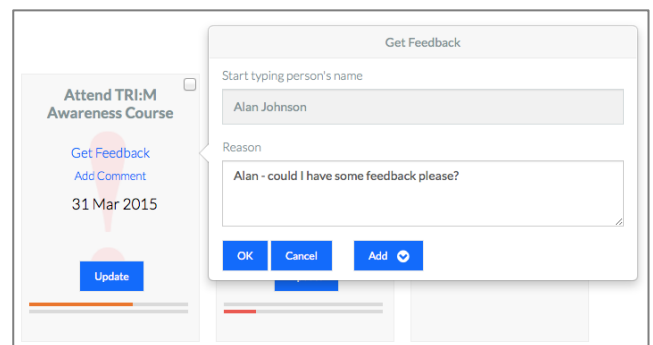 Get Feedback
Start typing person's name
Alan Johnson
Reason
Alan - could I have some feedback please?
OK Cancel Add
Attend TRI:M
Awareness Course
Get Feedback
Add Comment
31 Mar 2015
Update